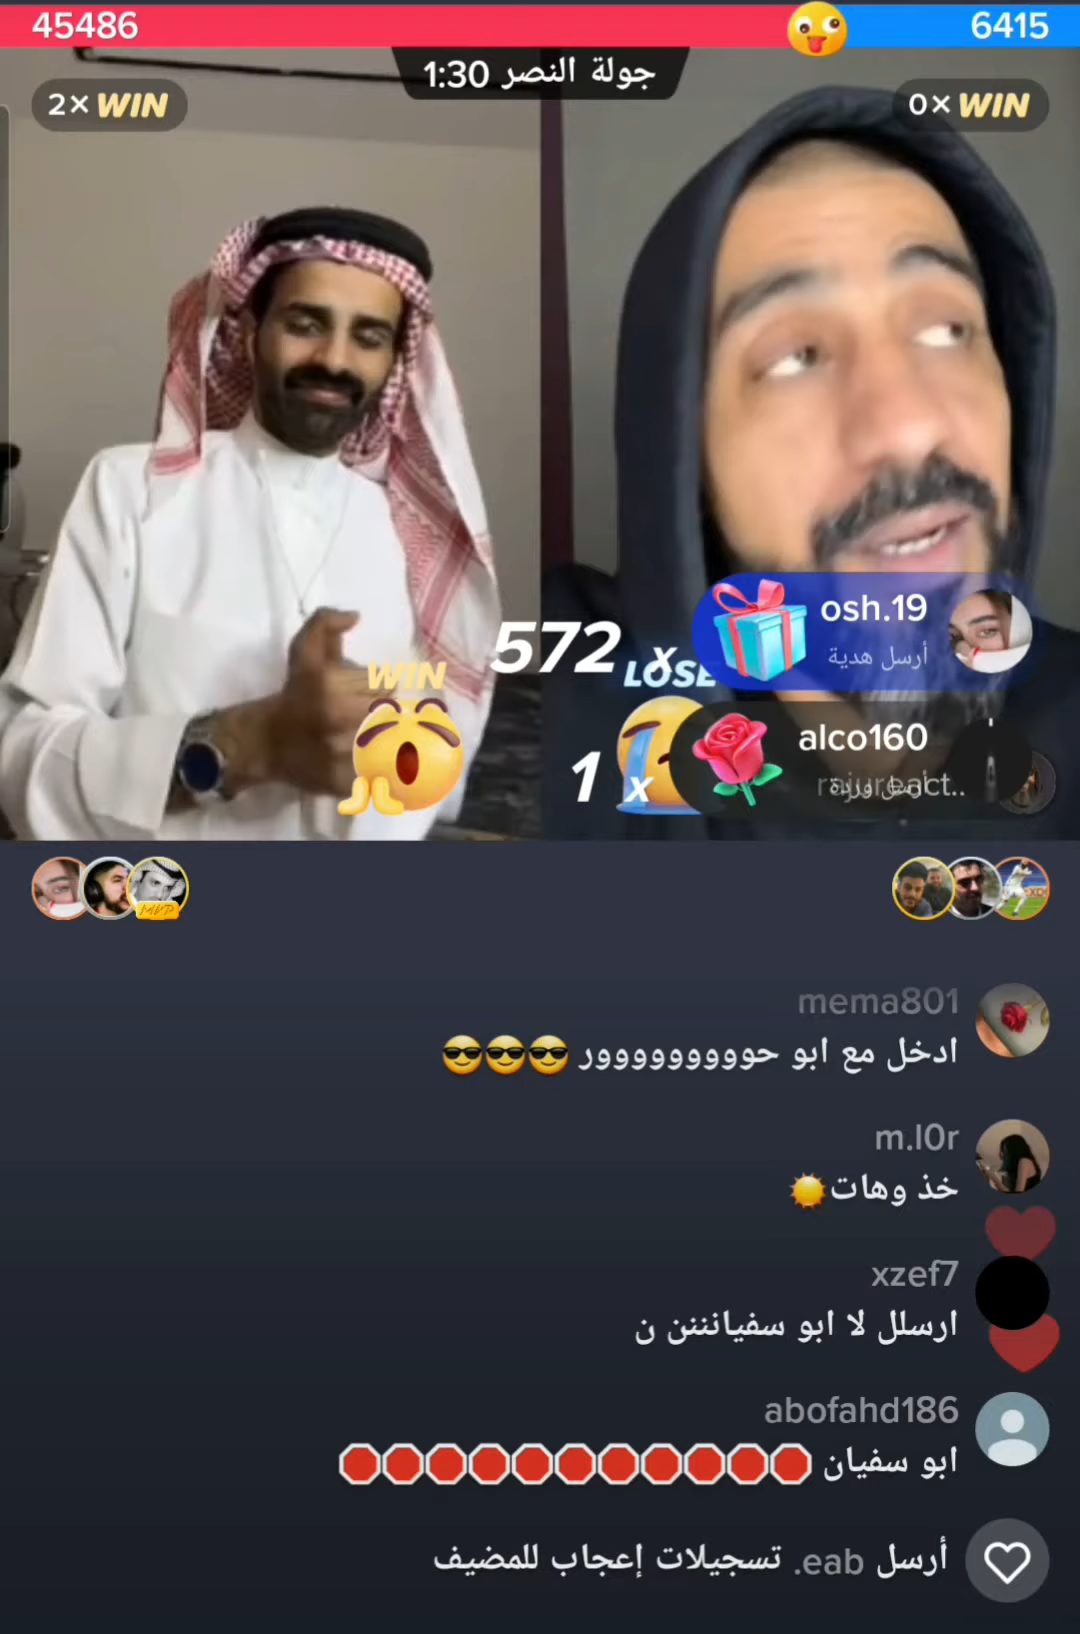 45486
6415
جولة النصر 1:30
2× WIN
0× WIN
osh.19
أرسل هدية
572
WIN
LOSE
x
alco160
1
x
mema801
ادخل مع ابو حوووووووووور 😎😎😎
m.l0r
خذ وهات☀️
xzef7
ارسلل لا ابو سفيانننن ن
abofahd186
ابو سفيان 🛑🛑🛑🛑🛑🛑🛑🛑🛑🛑🛑
أرسل eab. تسجيلات إعجاب للمضيف